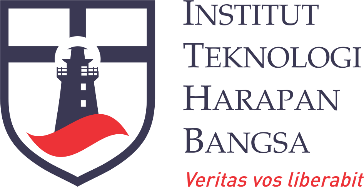 INSTITUT
TEKNOLOGI
HARAPAN
BANGSA
Veritas vos liberabit